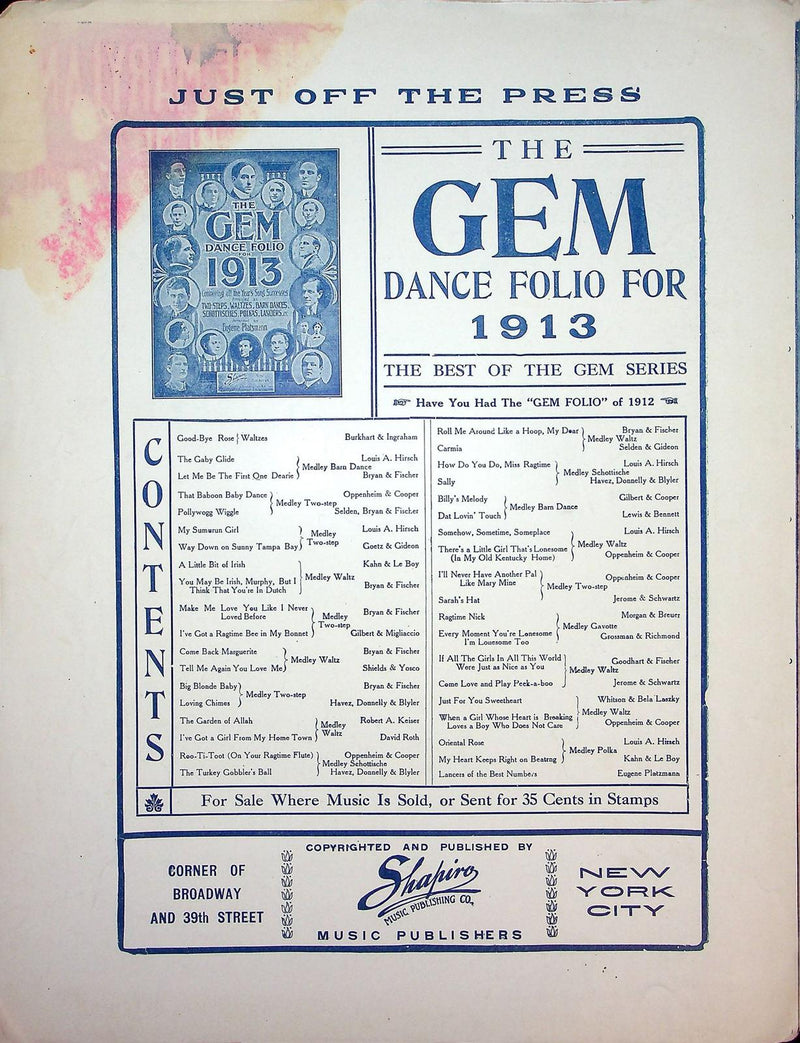 JUST OFF THE PRESS
THE
GEM
DANCE FOLIO
FOR
1913
Containing all the Year's Song Successes
TWO STEPS, WALTZES, BARN DANCES,
SCHOTTISCHES, POLKAS, LANCIERS
Eugene Platzmann
Shapiro
THE
GEM
DANCE FOLIO FOR
1913
THE BEST OF THE GEM SERIES
Have You Had The "GEM FOLIO" of 1912
CONTENTS
Good-Bye Rose } Waltzes Burkhart & Ingraham
The Gaby Glide Louis A. Hirsch
Medley Barn Dance
Let Me Be The First One Dearie Bryan & Fischer
That Baboon Baby Dance Oppenheim & Cooper
Medley Two-step
Pollywogg Wiggle Selden, Bryan & Fischer
My Sumurun Girl Medley Louis A. Hirsch
Way Down on Sunny Tampa Bay Two-step Goetz & Gideon
A Little Bit of Irish Kahn & Le Boy
Medley Waltz
You May Be Irish, Murphy, But I Bryan & Fischer
Think That You're In Dutch
Make Me Love You Like I Never Bryan & Fischer
Loved Before Medley
Two-step
I've Got a Ragtime Bee in My Bonnet Gilbert & Migliaccio
Come Back Marguerite Bryan & Fischer
Medley Waltz
Tell Me Again You Love Me Shields & Yosco
Big Blonde Baby Bryan & Fischer
Medley Two-step
Loving Chimes Havez, Donnelly & Blyler
The Garden of Allah Medley Robert A. Keiser
I've Got a Girl From My Home Town Waltz David Roth
Roo-Ti-Toot (On Your Ragtime Flute) Oppenheim & Cooper
Medley Schottische
The Turkey Gobbler's Ball Havez, Donnelly & Blyler
Roll Me Around Like a Hoop, My Dear Bryan & Fischer
Medley Waltz
Carmia Selden & Gideon
How Do You Do, Miss Ragtime Louis A. Hirsch
Medley Schottische
Sally Havez, Donnelly & Blyler
Billy's Melody Gilbert & Cooper
Medley Barn Dance
Dat Lovin' Touch Lewis & Bennett
Somehow, Sometime, Someplace Louis A. Hirsch
Medley Waltz
There's a Little Girl That's Lonesome Oppenheim & Cooper
(In My Old Kentucky Home)
I'll Never Have Another Pal Oppenheim & Cooper
Like Mary Mine
Medley Two-step
Sarah's Hat Jerome & Schwartz
Ragtime Nick Morgan & Breuer
Medley Gavotte
Every Moment You're Lonesome Grossman & Richmond
I'm Lonesome Too
If All The Girls In All This World Goodhart & Fischer
Were Just as Nice as You Medley Waltz
Come Love and Play Peek-a-boo Jerome & Schwartz
Just For You Sweetheart Whitson & Bela Laszky
Medley Waltz
When a Girl Whose Heart is Breaking Oppenheim & Cooper
Loves a Boy Who Does Not Care
Oriental Rose Louis A. Hirsch
Medley Polka
My Heart Keeps Right on Beatng Kahn & Le Boy
Lancers of the Best Numbers Eugene Platzmann
For Sale Where Music Is Sold, or Sent for 35 Cents in Stamps
CORNER OF
BROADWAY
AND 39th STREET
COPYRIGHTED AND PUBLISHED BY
Shapiro
MUSIC PUBLISHING CO.
MUSIC PUBLISHERS
NEW
YORK
CITY